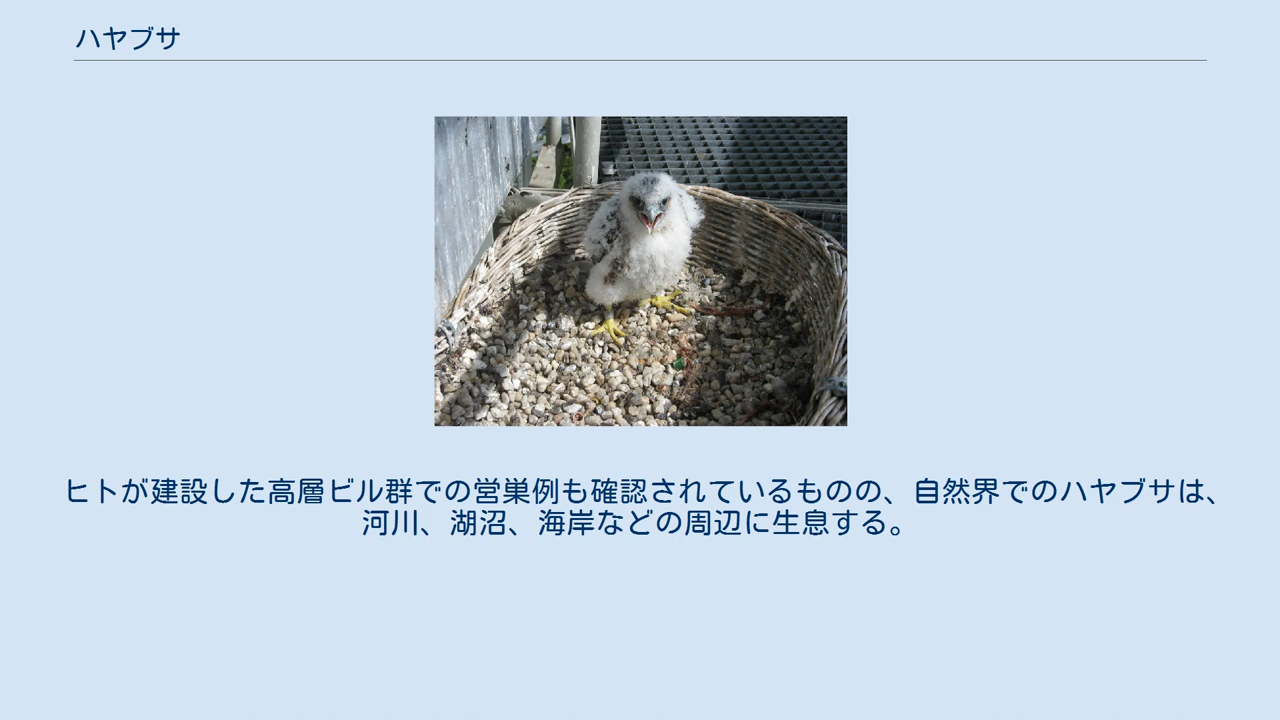 ハヤブサ
ヒトが建設した高層ビル群での営巣例も確認されているものの、自然界でのハヤブサは、
河川、湖沼、海岸などの周辺に生息する。